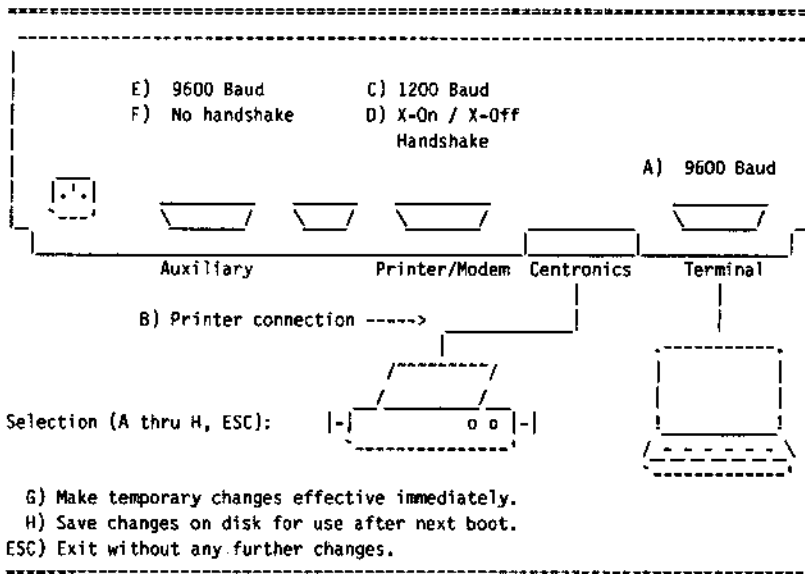 E) 9600 Baud C) 1200 Baud
F) No handshake D) X-On / X-Off
Handshake
A) 9600 Baud
Auxiliary Printer/Modem Centronics Terminal
B) Printer connection ----->
Selection (A thru H, ESC):
G) Make temporary changes effective immediately.
H) Save changes on disk for use after next boot.
ESC) Exit without any further changes.